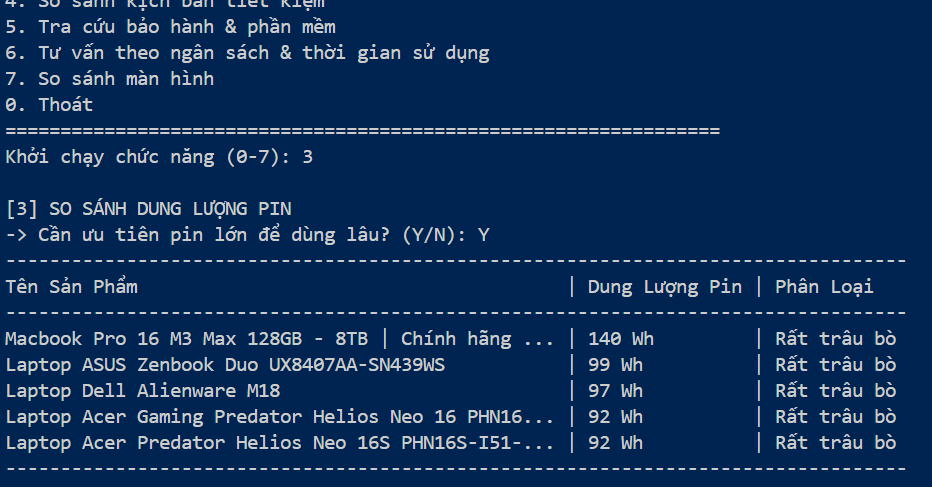 4. So sánh kịch bản tiết kiệm
5. Tra cứu bảo hành & phần mềm
6. Tư vấn theo ngân sách & thời gian sử dụng
7. So sánh màn hình
0. Thoát
=================================================================
Khởi chạy chức năng (0-7): 3
[3] SO SÁNH DUNG LƯỢNG PIN
-> Cần ưu tiên pin lớn để dùng lâu? (Y/N): Y
----------------------------------------------------------------------------------
Tên Sản Phẩm | Dung Lượng Pin | Phân Loại
----------------------------------------------------------------------------------
Macbook Pro 16 M3 Max 128GB - 8TB | Chính hãng ... | 140 Wh | Rất trâu bò
Laptop ASUS Zenbook Duo UX8407AA-SN439WS | 99 Wh | Rất trâu bò
Laptop Dell Alienware M18 | 97 Wh | Rất trâu bò
Laptop Acer Gaming Predator Helios Neo 16 PHN16... | 92 Wh | Rất trâu bò
Laptop Acer Predator Helios Neo 16S PHN16S-I51-... | 92 Wh | Rất trâu bò
----------------------------------------------------------------------------------